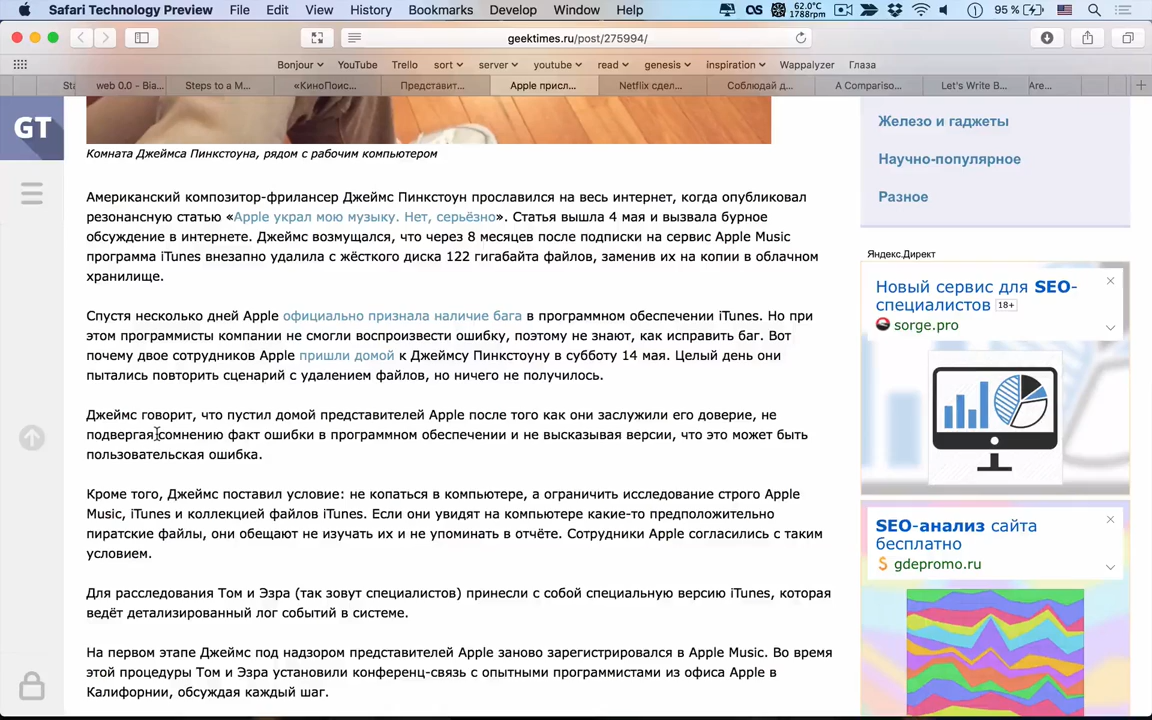 Safari Technology Preview File Edit View History Bookmarks Develop Window Help 62.0°C 1788rpm 95 %
geektimes.ru/post/275994/
Bonjour YouTube Trello sort server youtube read genesis inspiration Wappalyzer Глаза
Sta web 0.0 - Bia... Steps to a M... «КиноПоис... Представит... Apple присл... Netflix сдел... Соблюдай д... A Compariso... Let's Write B... Are...
GT
Комната Джеймса Пинкстоуна, рядом с рабочим компьютером
Американский композитор-фрилансер Джеймс Пинкстоун прославился на весь интернет, когда опубликовал
резонансную статью «Apple украл мою музыку. Нет, серьёзно». Статья вышла 4 мая и вызвала бурное
обсуждение в интернете. Джеймс возмущался, что через 8 месяцев после подписки на сервис Apple Music
программа iTunes внезапно удалила с жёсткого диска 122 гигабайта файлов, заменив их на копии в облачном
хранилище.
Спустя несколько дней Apple официально признала наличие бага в программном обеспечении iTunes. Но при
этом программисты компании не смогли воспроизвести ошибку, поэтому не знают, как исправить баг. Вот
почему двое сотрудников Apple пришли домой к Джеймсу Пинкстоуну в субботу 14 мая. Целый день они
пытались повторить сценарий с удалением файлов, но ничего не получилось.
Джеймс говорит, что пустил домой представителей Apple после того как они заслужили его доверие, не
подвергая сомнению факт ошибки в программном обеспечении и не высказывая версии, что это может быть
пользовательская ошибка.
Кроме того, Джеймс поставил условие: не копаться в компьютере, а ограничить исследование строго Apple
Music, iTunes и коллекцией файлов iTunes. Если они увидят на компьютере какие-то предположительно
пиратские файлы, они обещают не изучать их и не упоминать в отчёте. Сотрудники Apple согласились с таким
условием.
Для расследования Том и Эзра (так зовут специалистов) принесли с собой специальную версию iTunes, которая
ведёт детализированный лог событий в системе.
На первом этапе Джеймс под надзором представителей Apple заново зарегистрировался в Apple Music. Во время
этой процедуры Том и Эзра установили конференц-связь с опытными программистами из офиса Apple в
Калифорнии, обсуждая каждый шаг.
Железо и гаджеты
Научно-популярное
Разное
Яндекс.Директ
Новый сервис для SEO-
специалистов 18+
sorge.pro
SEO-анализ сайта
бесплатно
gdepromo.ru